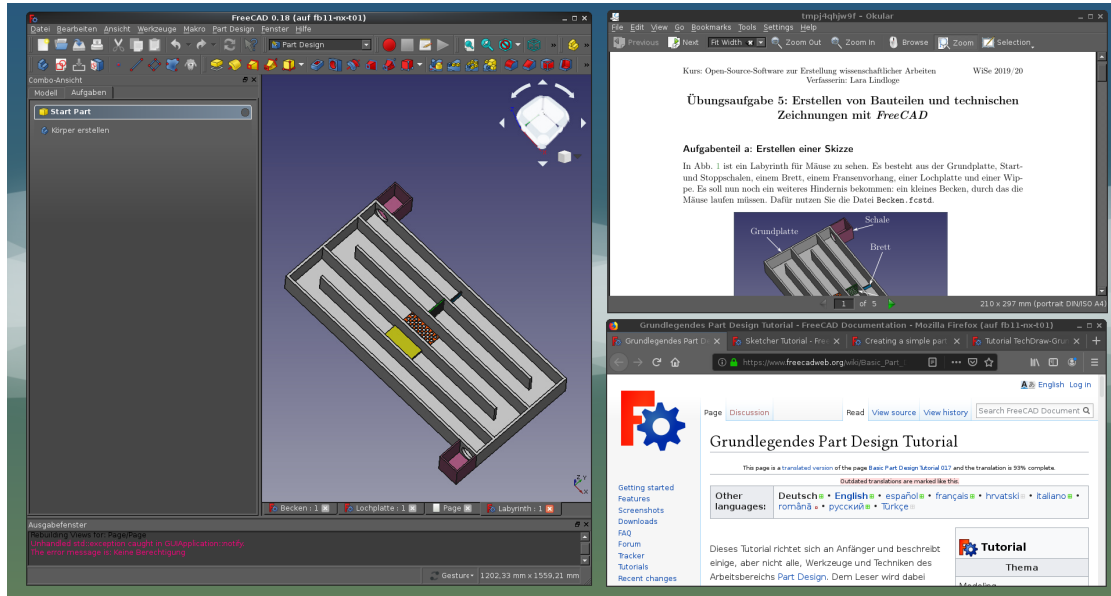 FreeCAD 0.18 (auf fb11-nx-t01)
Datei Bearbeiten Ansicht Werkzeuge Makro Part Design Fenster Hilfe
Part Design
Combo-Ansicht
Modell Aufgaben
Start Part
Körper erstellen
Becken : 1 Lochplatte : 1 Page Labyrinth : 1
Ausgabefenster
Rebuilding Views for: Page/Page
Unhandled std::exception caught in GUIApplication::notify.
The error message is: Keine Berechtigung
Gesture 1202,33 mm x 1559,21 mm
tmpj4qhjw9f - Okular
File Edit View Go Bookmarks Tools Settings Help
Previous Next Fit Width Zoom Out Zoom In Browse Zoom Selection
Kurs: Open-Source-Software zur Erstellung wissenschaftlicher Arbeiten WiSe 2019/20
Verfasserin: Lara Lindloge
Übungsaufgabe 5: Erstellen von Bauteilen und technischen
Zeichnungen mit FreeCAD
Aufgabenteil a: Erstellen einer Skizze
In Abb. 1 ist ein Labyrinth für Mäuse zu sehen. Es besteht aus der Grundplatte, Start-
und Stoppschalen, einem Brett, einem Fransenvorhang, einer Lochplatte und einer Wip-
pe. Es soll nun noch ein weiteres Hindernis bekommen: ein kleines Becken, durch das die
Mäuse laufen müssen. Dafür nutzen Sie die Datei Becken.fcstd.
Schale
Grundplatte
Brett
1 of 5 210 x 297 mm (portrait DIN/ISO A4)
Grundlegendes Part Design Tutorial - FreeCAD Documentation - Mozilla Firefox (auf fb11-nx-t01)
Grundlegendes Part D Sketcher Tutorial - Free Creating a simple part Tutorial TechDraw-Gru
https://www.freecadweb.org/wiki/Basic_Part_
English Log in
Page Discussion Read View source View history Search FreeCAD Document
Grundlegendes Part Design Tutorial
This page is a translated version of the page Basic Part Design Tutorial 017 and the translation is 93% complete.
Outdated translations are marked like this.
Getting started
Features
Screenshots
Downloads
FAQ
Forum
Tracker
Tutorials
Recent changes
Other
languages:
Deutsch • English • español • français • hrvatski • italiano •
română • русский • Türkçe
Dieses Tutorial richtet sich an Anfänger und beschreibt
einige, aber nicht alle, Werkzeuge und Techniken des
Arbeitsbereichs Part Design. Dem Leser wird dabei
Tutorial
Thema
Modeling